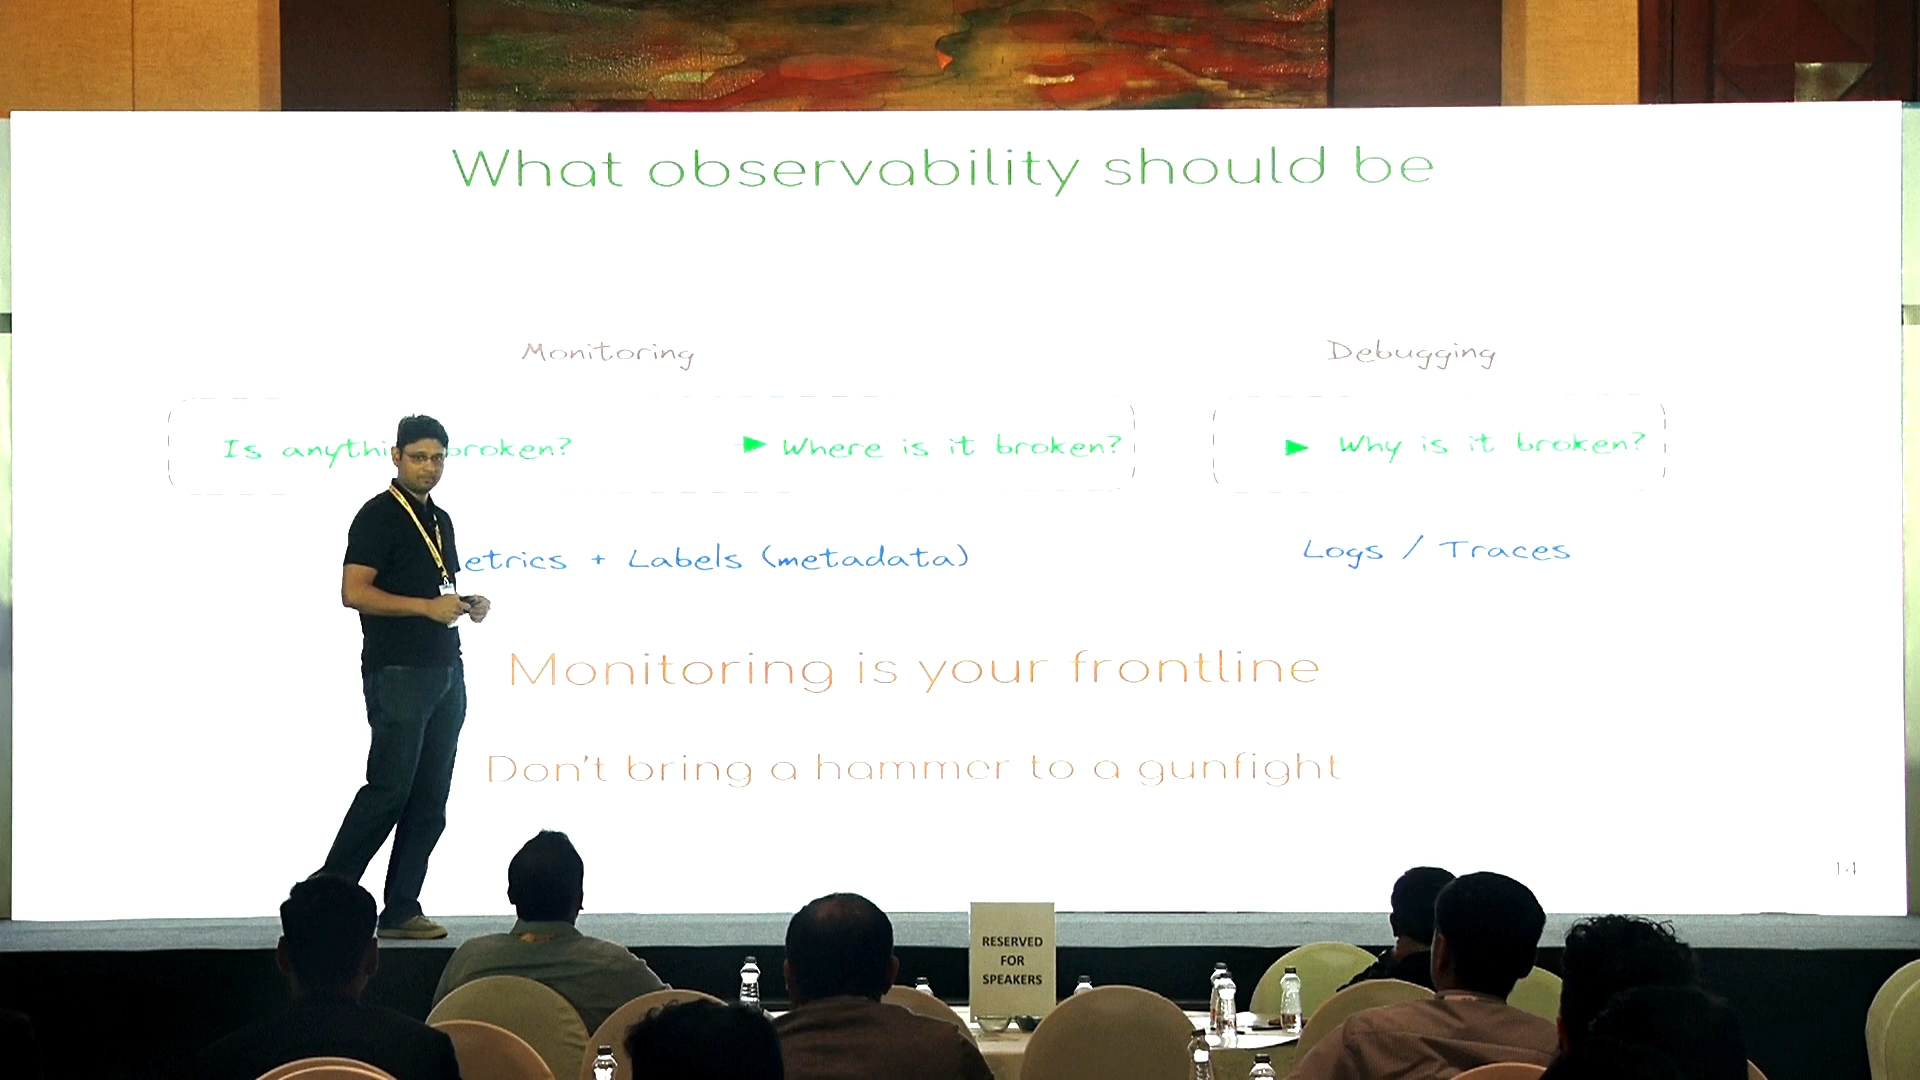 What observability should be
Monitoring
Debugging
Is anythi broken?
Where is it broken?
Why is it broken?
etrics + Labels (metadata)
Logs / Traces
Monitoring is your frontline
Don't bring a hammer to a gunfight
14
RESERVED
FOR
SPEAKERS